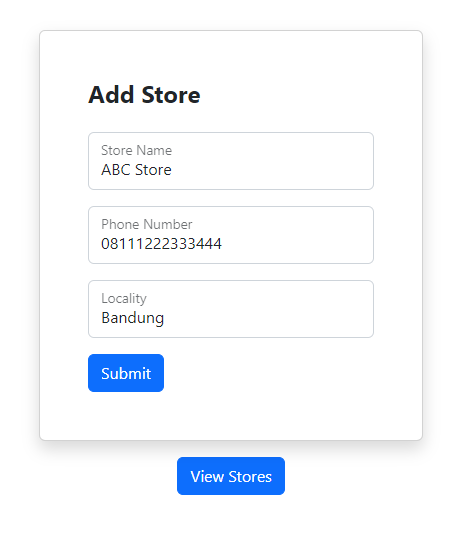 Add Store
Store Name
ABC Store
Phone Number
08111222333444
Locality
Bandung
Submit
View Stores